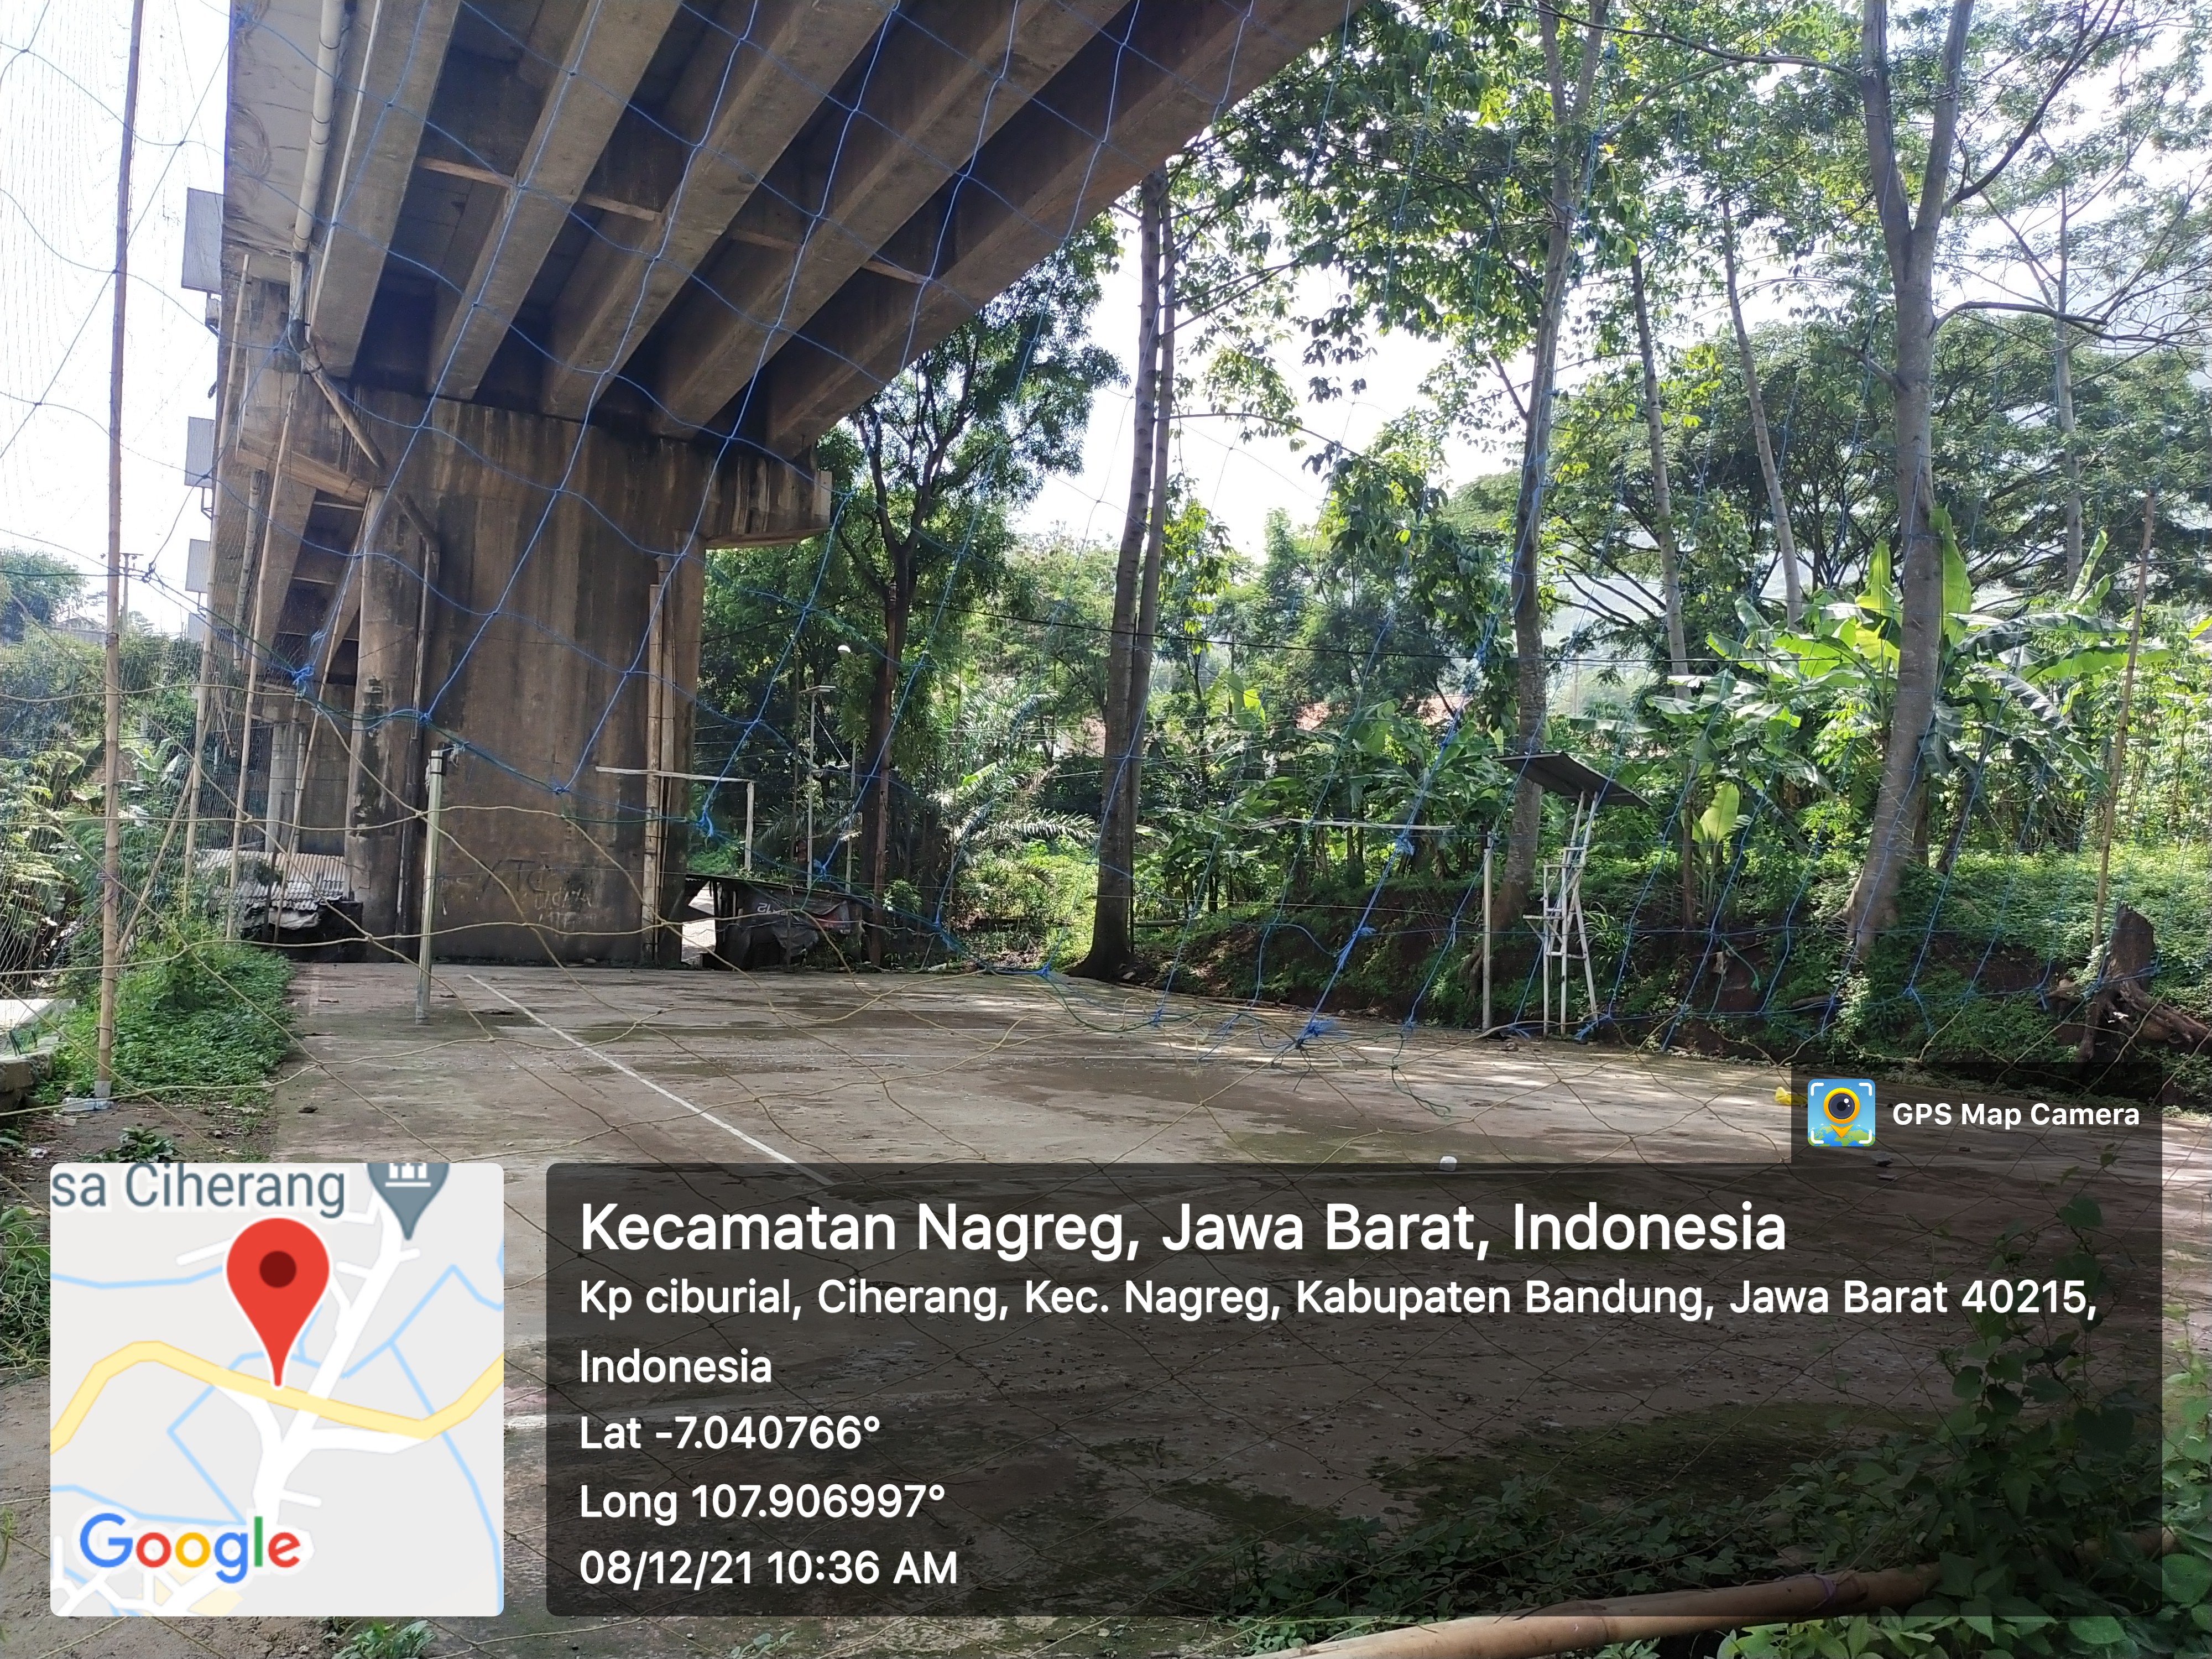 GPS Map Camera
sa Ciherang
Google
Kecamatan Nagreg, Jawa Barat, Indonesia
Kp ciburial, Ciherang, Kec. Nagreg, Kabupaten Bandung, Jawa Barat 40215,
Indonesia
Lat -7.040766°
Long 107.906997°
08/12/21 10:36 AM